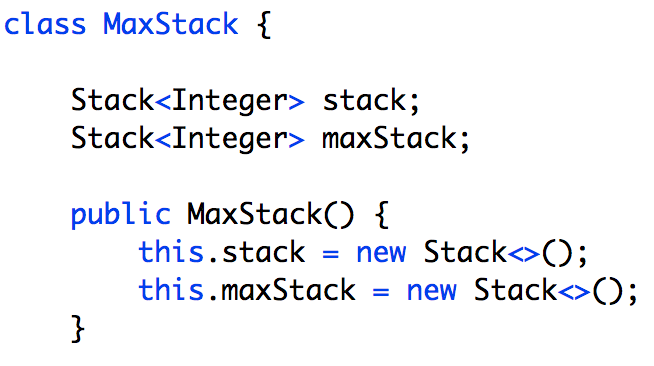 class MaxStack {
Stack<Integer> stack;
Stack<Integer> maxStack;
public MaxStack() {
this.stack = new Stack<>();
this.maxStack = new Stack<>();
}